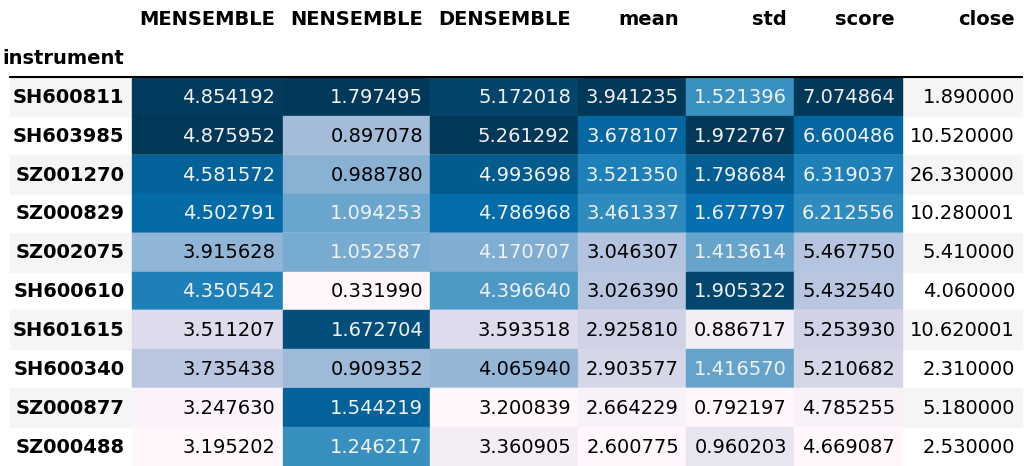 MENSEMBLE NENSEMBLE DENSEMBLE mean std score close
instrument
SH600811 4.854192 1.797495 5.172018 3.941235 1.521396 7.074864 1.890000
SH603985 4.875952 0.897078 5.261292 3.678107 1.972767 6.600486 10.520000
SZ001270 4.581572 0.988780 4.993698 3.521350 1.798684 6.319037 26.330000
SZ000829 4.502791 1.094253 4.786968 3.461337 1.677797 6.212556 10.280001
SZ002075 3.915628 1.052587 4.170707 3.046307 1.413614 5.467750 5.410000
SH600610 4.350542 0.331990 4.396640 3.026390 1.905322 5.432540 4.060000
SH601615 3.511207 1.672704 3.593518 2.925810 0.886717 5.253930 10.620001
SH600340 3.735438 0.909352 4.065940 2.903577 1.416570 5.210682 2.310000
SZ000877 3.247630 1.544219 3.200839 2.664229 0.792197 4.785255 5.180000
SZ000488 3.195202 1.246217 3.360905 2.600775 0.960203 4.669087 2.530000